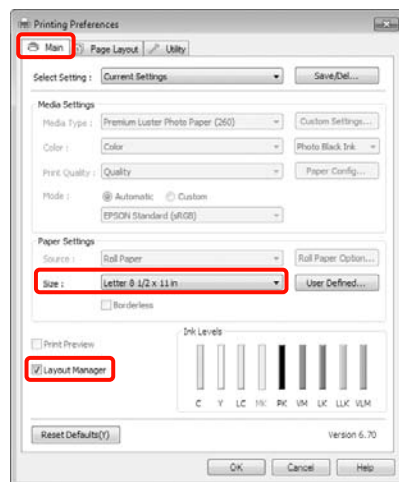 Printing Preferences
Main Page Layout Utility
Select Setting : Current Settings Save/Del...
Media Settings
Media Type : Premium Luster Photo Paper (260) Custom Settings...
Color : Color Photo Black Ink
Print Quality : Quality Paper Config...
Mode : Automatic Custom
EPSON Standard (sRGB)
Paper Settings
Source : Roll Paper Roll Paper Option...
Size : Letter 8 1/2 x 11 in User Defined...
Borderless
Ink Levels
Print Preview
Layout Manager
C Y LC MK PK VM LK LLK VLM
Reset Defaults(Y) Version 6.70
OK Cancel Help